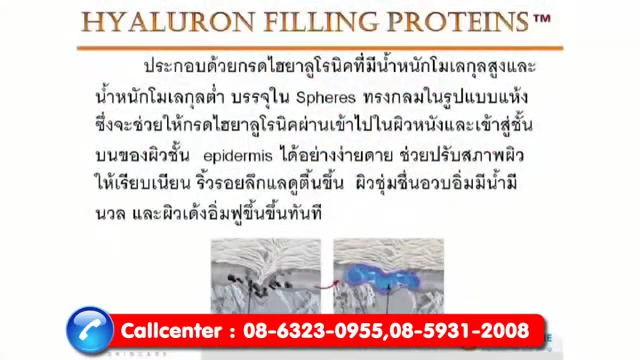 HYALURON FILLING PROTEINS™
ประกอบด้วยกรดไฮยาลูโรนิคที่มีน้ำหนักโมเลกุลสูงและ
น้ำหนักโมเลกุลต่ำ บรรจุใน Spheres ทรงกลมในรูปแบบแห้ง
ซึ่งจะช่วยให้กรดไฮยาลูโรนิคผ่านเข้าไปในผิวหนังและเข้าสู่ชั้น
บนของผิวชั้น epidermis ได้อย่างง่ายดาย ช่วยปรับสภาพผิว
ให้เรียบเนียน ริ้วรอยลึกแลดูตื้นขึ้น ผิวชุ่มชื่นอวบอิ่มมีน้ำมี
นวล และผิวเด้งอิ่มฟูขึ้นขึ้นทันที
Callcenter : 08-6323-0955,08-5931-2008